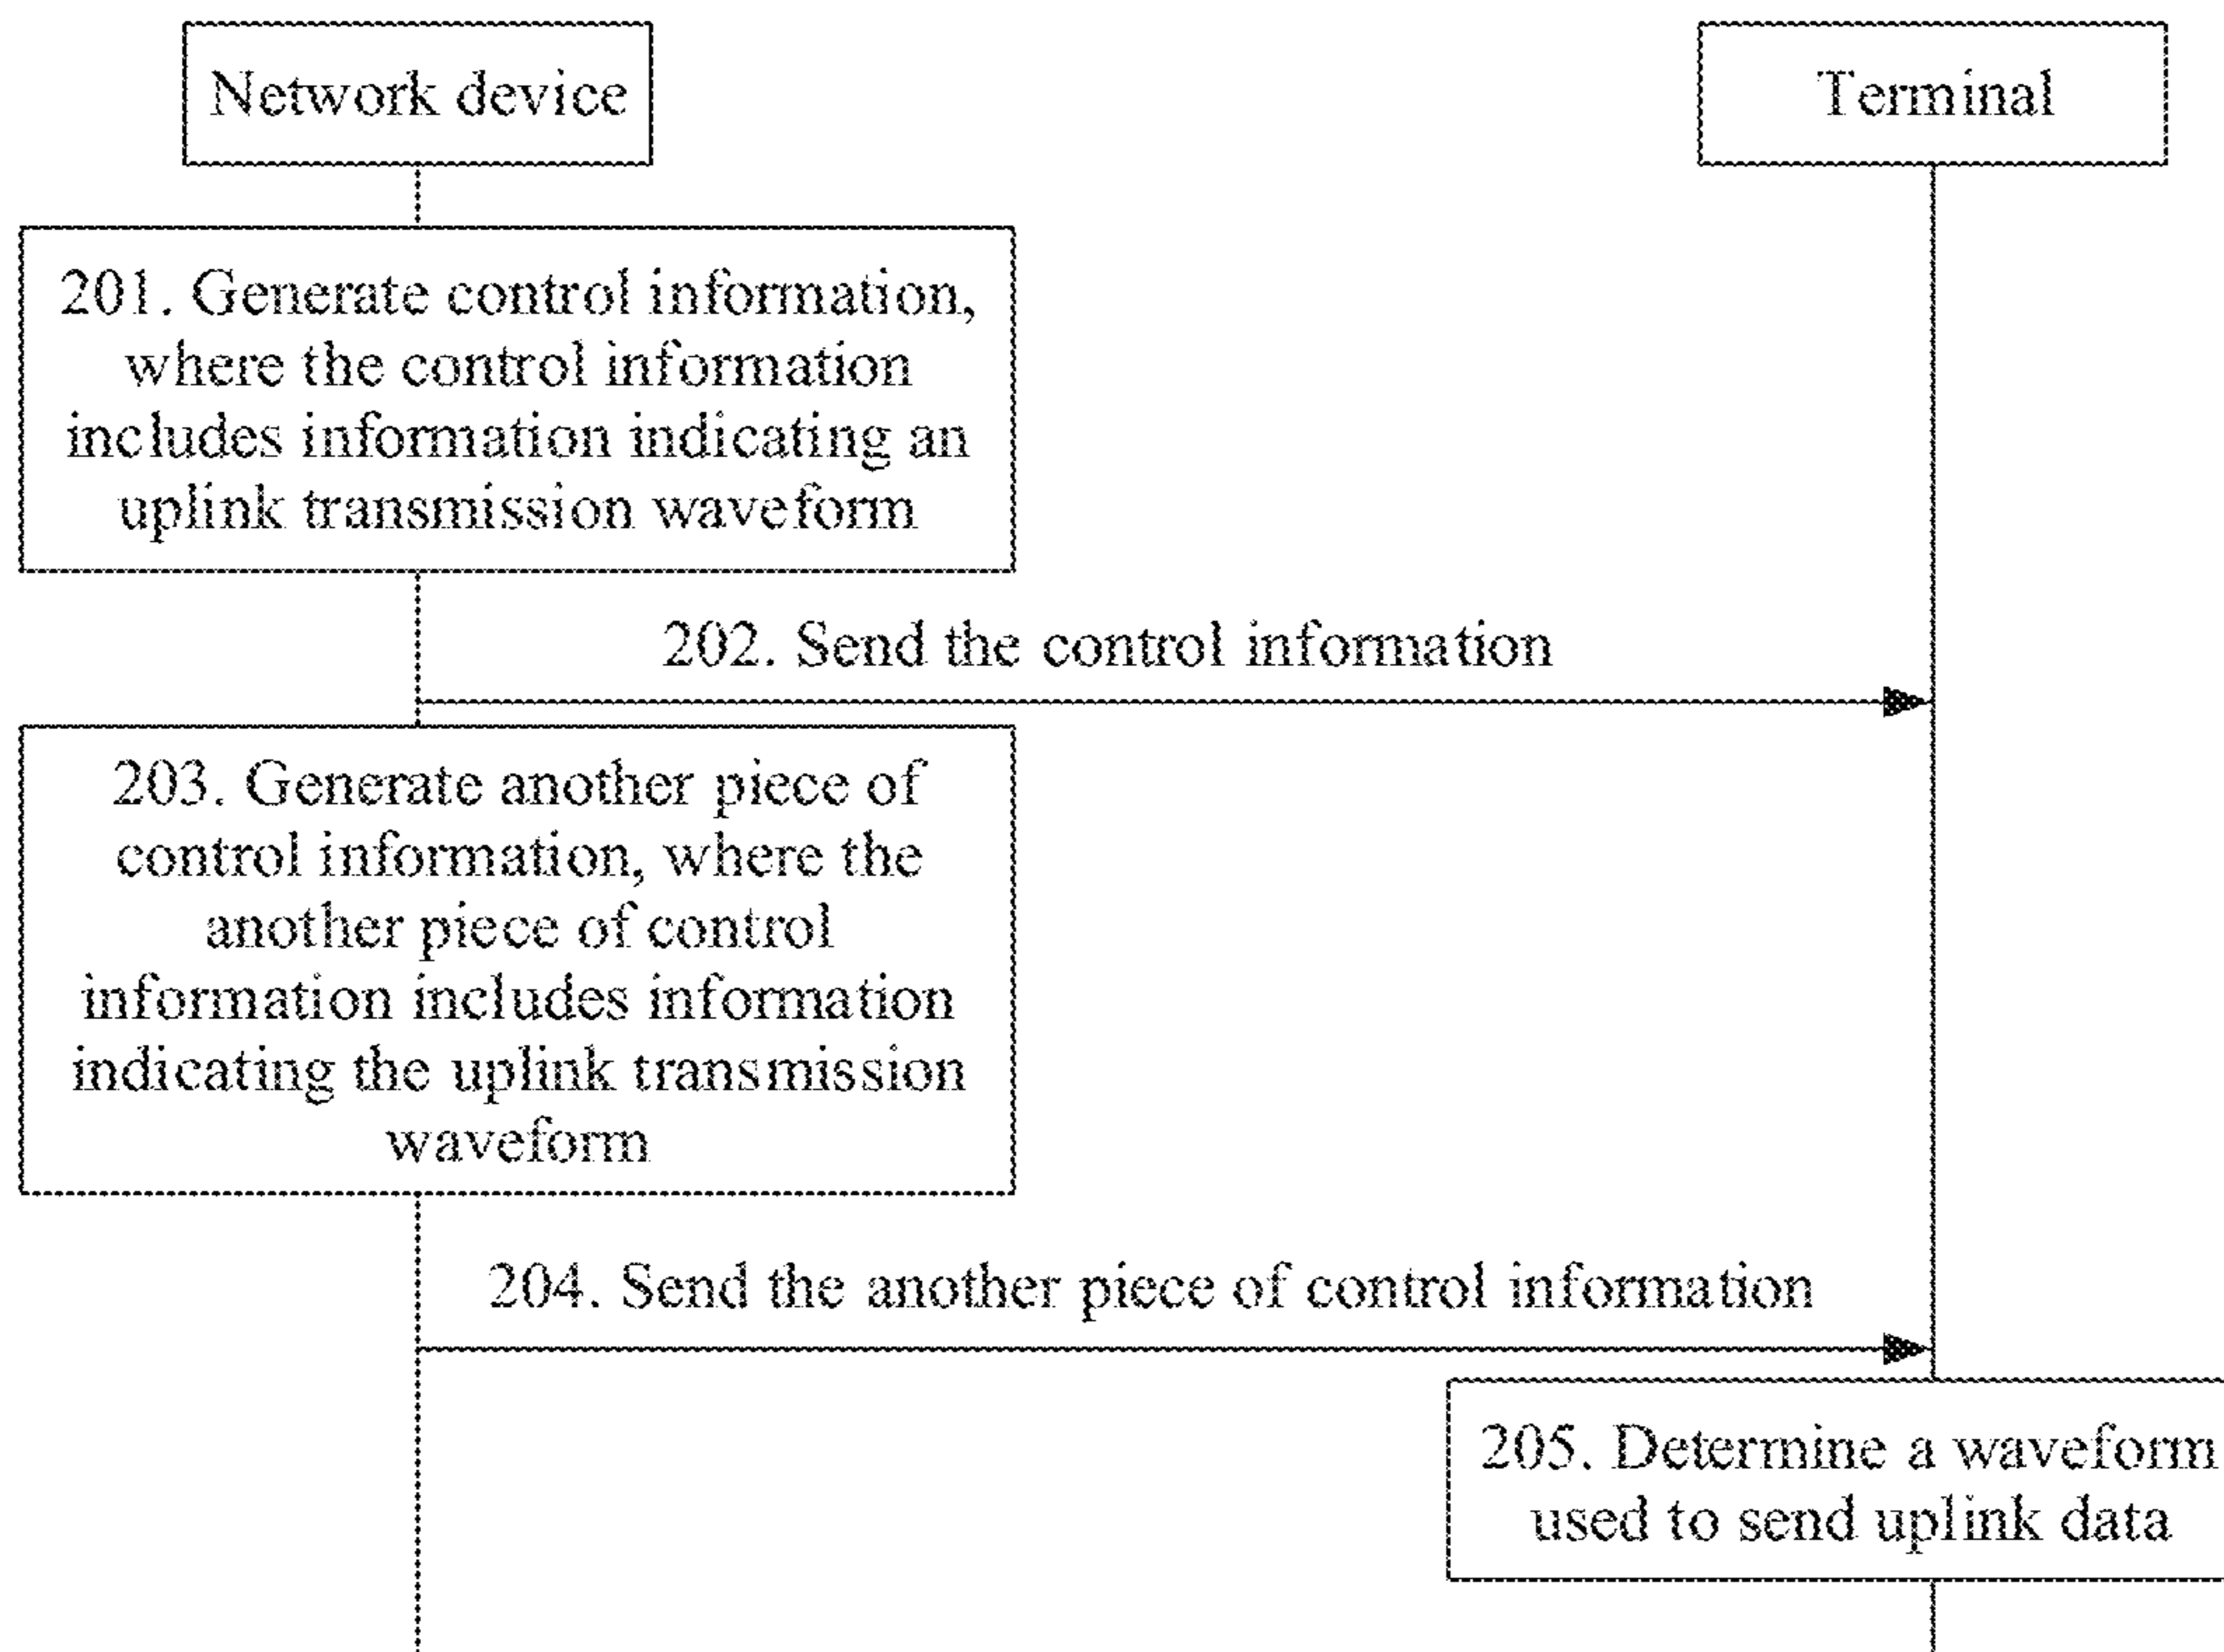 Network device
Terminal
201. Generate control information,
where the control information
includes information indicating an
uplink transmission waveform
202. Send the control information
203. Generate another piece of
control information, where the
another piece of control
information includes information
indicating the uplink transmission
waveform
204. Send the another piece of control information
205. Determine a waveform
used to send uplink data